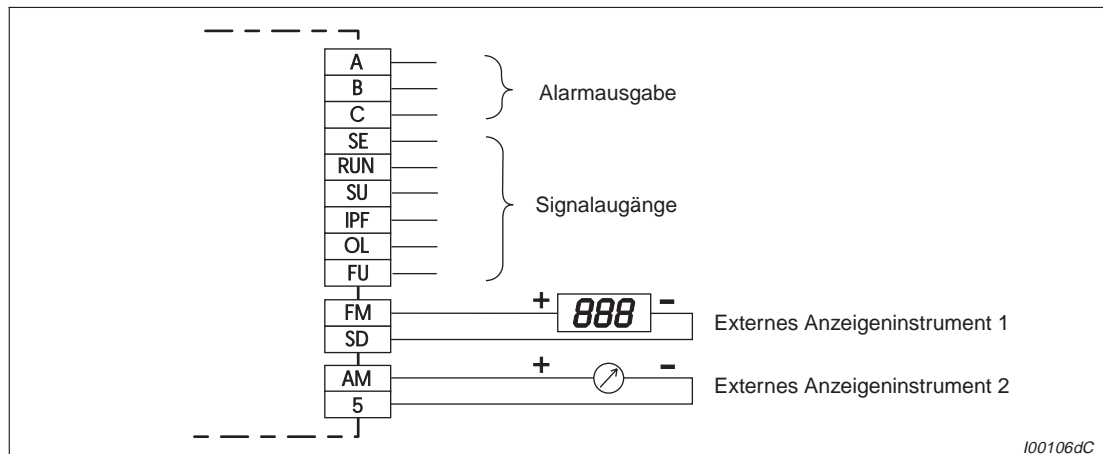 A
B
C
Alarmausgabe
SE
RUN
SU
IPF
OL
FU
Signalaugänge
FM
SD
+ 888 -
Externes Anzeigeninstrument 1
AM
5
+ -
Externes Anzeigeninstrument 2
I00106dC